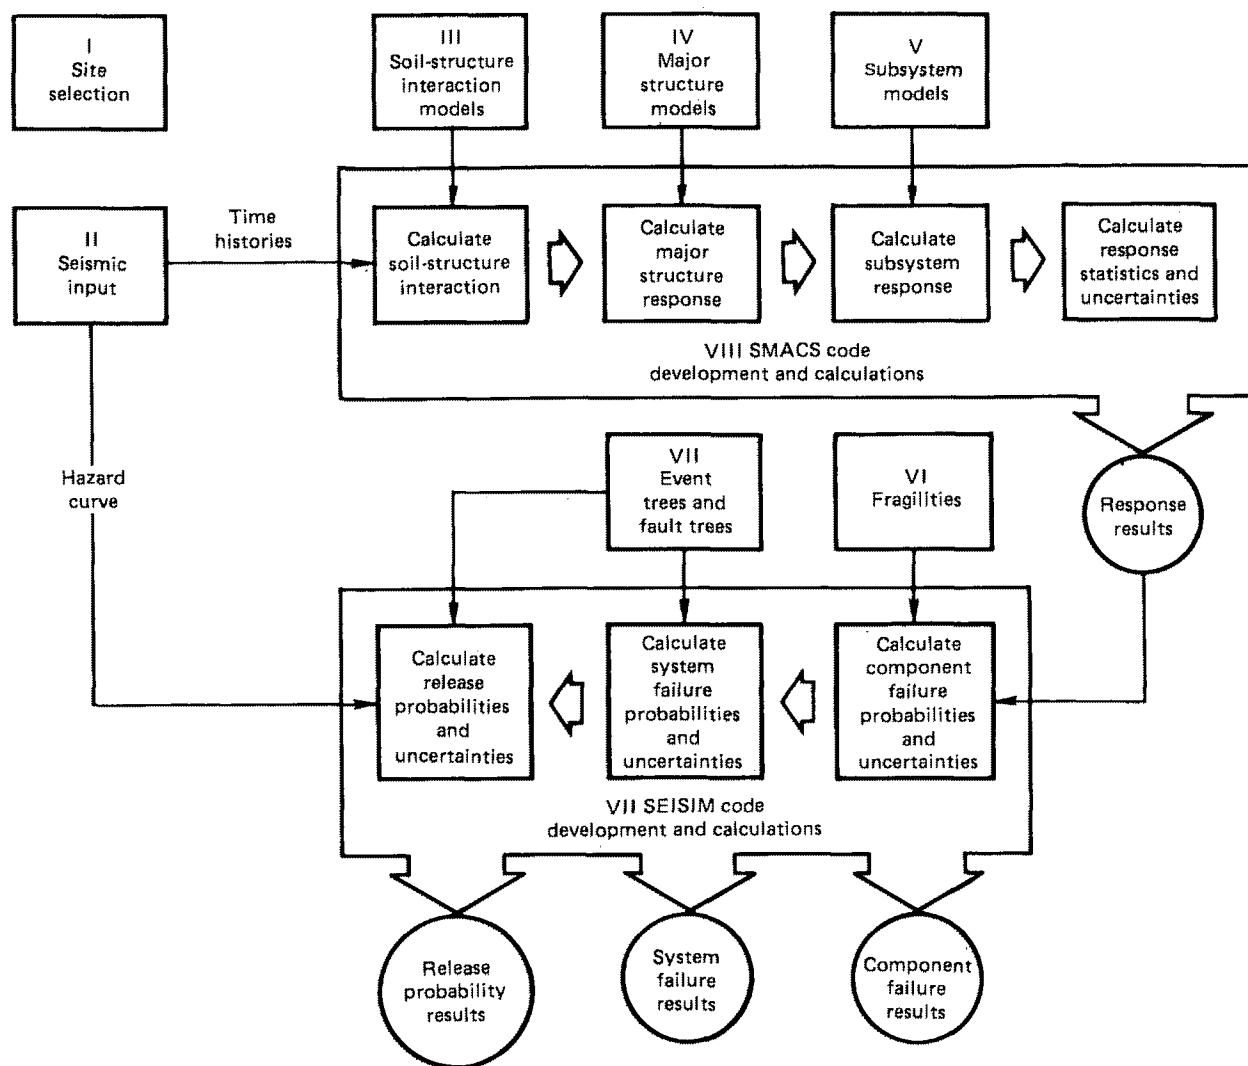 I
Site
selection
III
Soil-structure
interaction
models
IV
Major
structure
models
V
Subsystem
models
II
Seismic
input
Time
histories
Calculate
soil-structure
interaction
Calculate
major
structure
response
Calculate
subsystem
response
Calculate
response
statistics and
uncertainties
VIII SMACS code
development and calculations
Hazard
curve
VII
Event
trees and
fault trees
VI
Fragilities
Response
results
Calculate
release
probabilities
and
uncertainties
Calculate
system
failure
probabilities
and
uncertainties
Calculate
component
failure
probabilities
and
uncertainties
VII SEISIM code
development and calculations
Release
probability
results
System
failure
results
Component
failure results